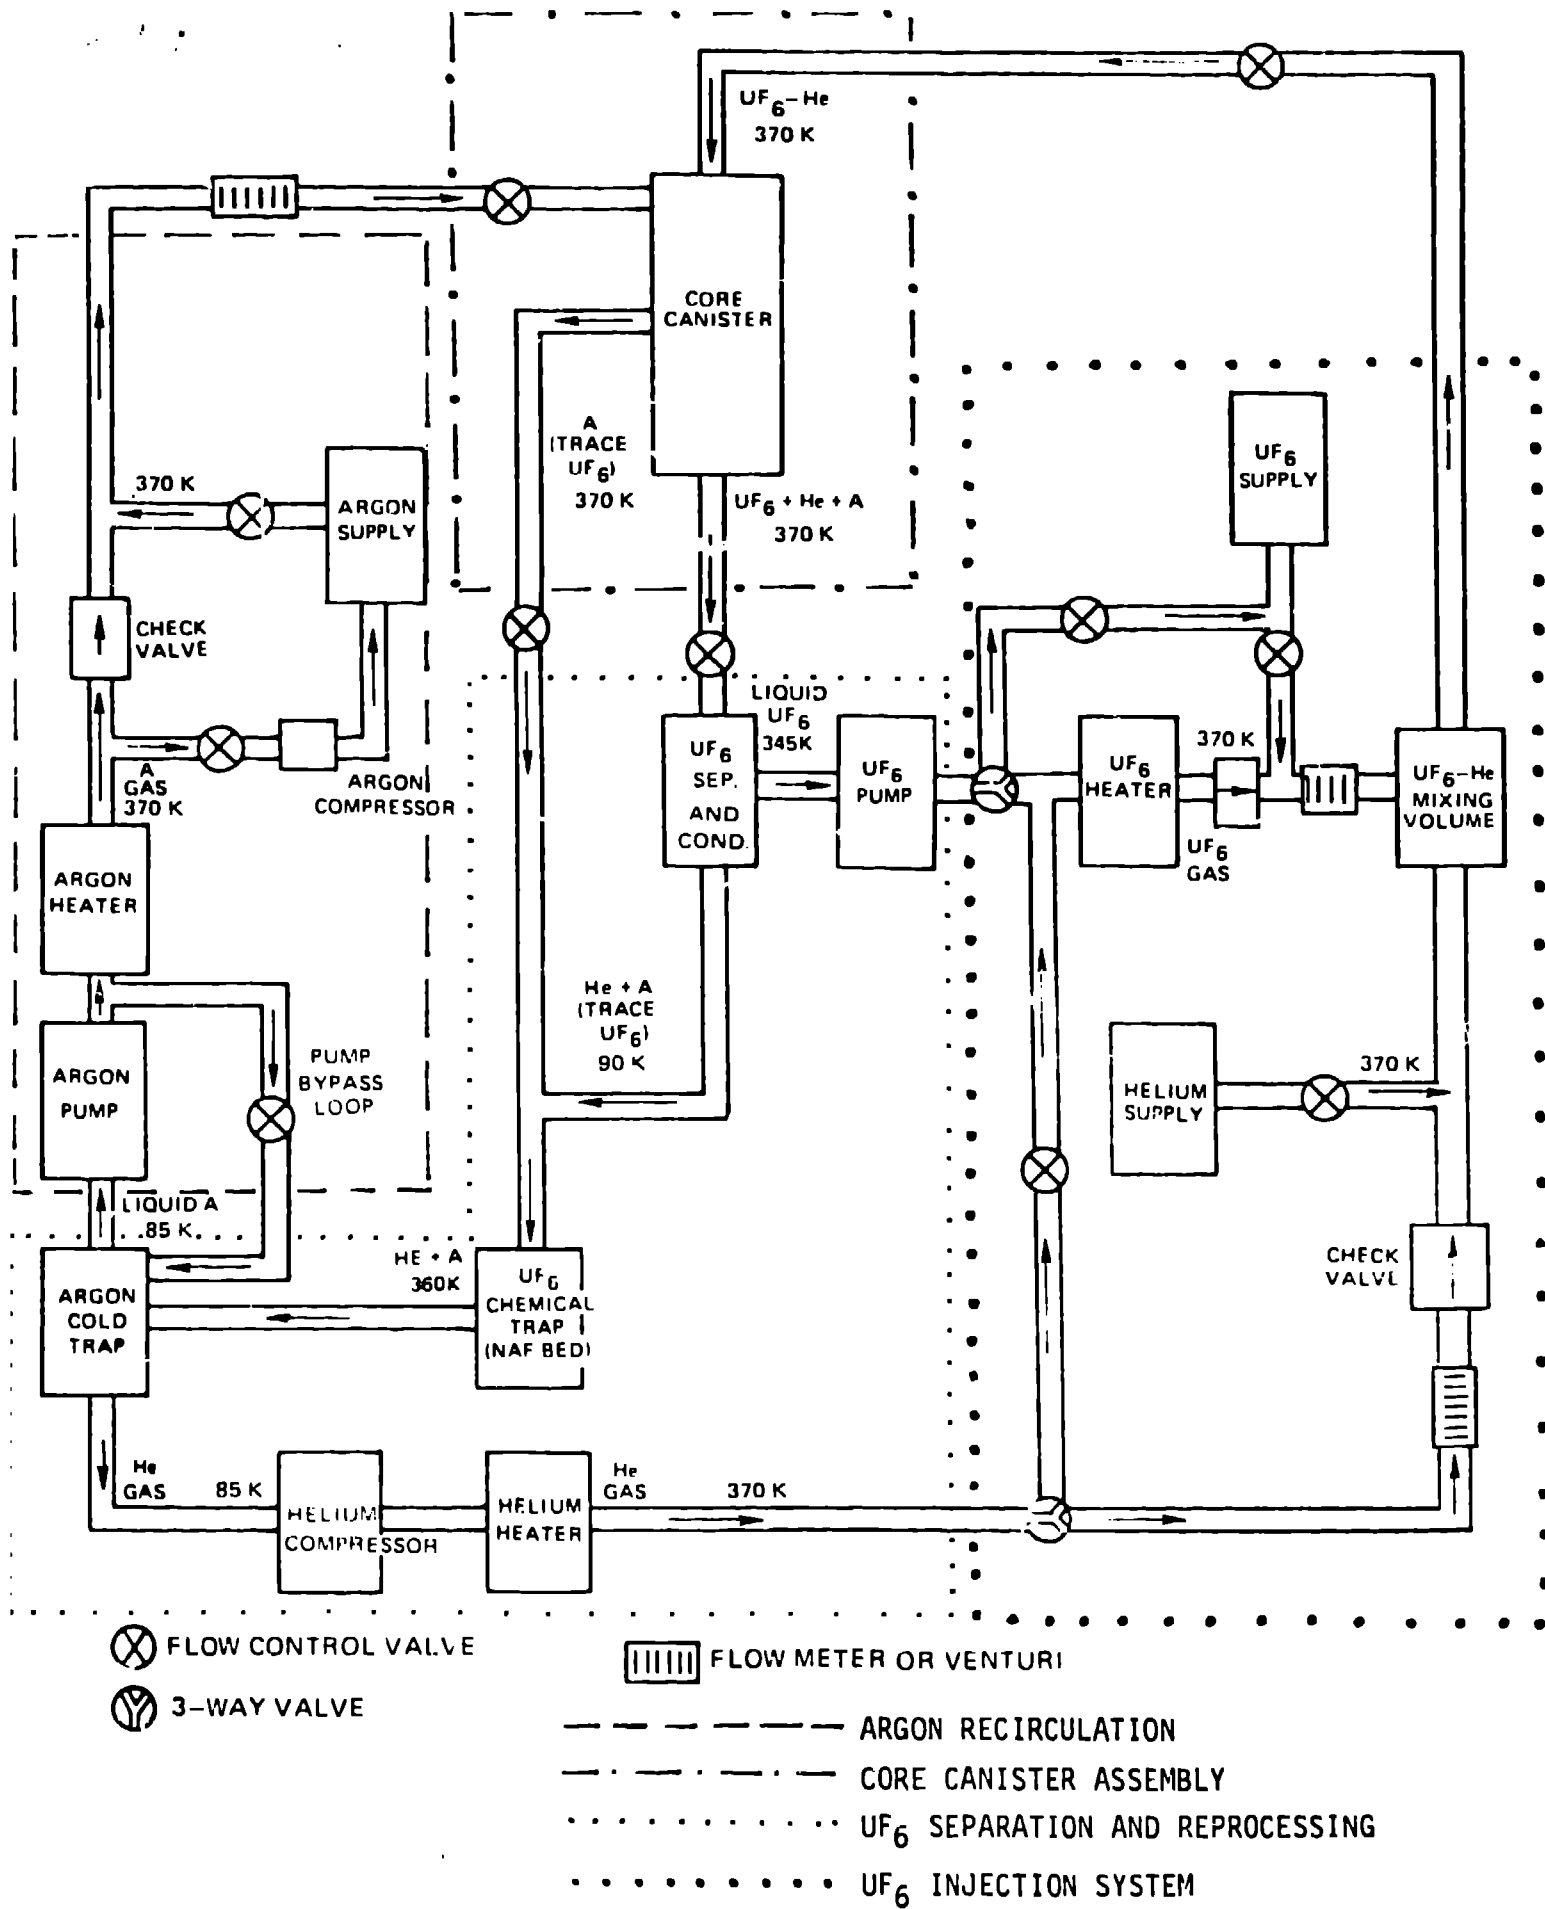 UF6-He
370 K
CORE
CANISTER
A
(TRACE
UF6)
370 K
UF6 + He + A
370 K
370 K
ARGON
SUPPLY
CHECK
VALVE
A
GAS
370 K
ARGON
COMPRESSOR
ARGON
HEATER
ARGON
PUMP
PUMP
BYPASS
LOOP
LIQUID A
85 K
ARGON
COLD
TRAP
HE + A
360K
UF6
CHEMICAL
TRAP
(NAF BED)
He + A
(TRACE
UF6)
90 K
UF6
SEP.
AND
COND.
LIQUID
UF6
345K
UF6
PUMP
UF6
SUPPLY
UF6
HEATER
370 K
UF6
GAS
UF6-He
MIXING
VOLUME
HELIUM
SUPPLY
370 K
CHECK
VALVE
He
GAS
85 K
HELIUM
COMPRESSOR
HELIUM
HEATER
He
GAS
370 K
FLOW CONTROL VALVE
3-WAY VALVE
FLOW METER OR VENTURI
ARGON RECIRCULATION
CORE CANISTER ASSEMBLY
UF6 SEPARATION AND REPROCESSING
UF6 INJECTION SYSTEM